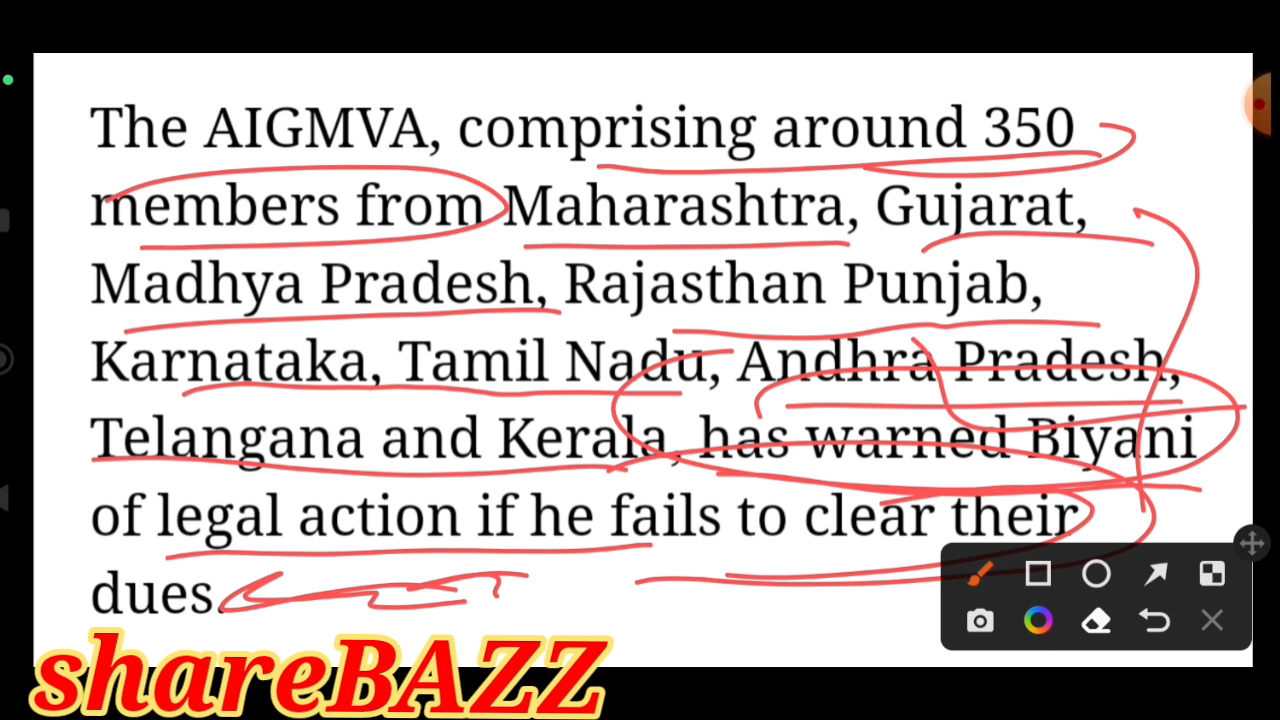 The AIGMVA, comprising around 350
members from Maharashtra, Gujarat,
Madhya Pradesh, Rajasthan Punjab,
Karnataka, Tamil Nadu, Andhra Pradesh,
Telangana and Kerala, has warned Biyani
of legal action if he fails to clear their
dues.
shareBAZZ